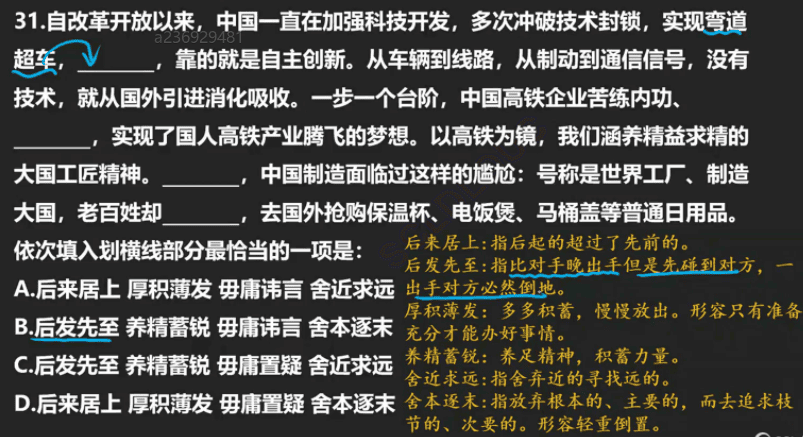 31.自改革开放以来，中国一直在加强科技开发，多次冲破技术封锁，实现弯道
a236929481
超车，________，靠的就是自主创新。从车辆到线路，从制动到通信信号，没有
技术，就从国外引进消化吸收。一步一个台阶，中国高铁企业苦练内功、
________，实现了国人高铁产业腾飞的梦想。以高铁为镜，我们涵养精益求精的
大国工匠精神。________，中国制造面临过这样的尴尬：号称是世界工厂、制造
大国，老百姓却________，去国外抢购保温杯、电饭煲、马桶盖等普通日用品。
依次填入划横线部分最恰当的一项是：
A.后来居上 厚积薄发 毋庸讳言 舍近求远
B.后发先至 养精蓄锐 毋庸讳言 舍本逐末
C.后发先至 养精蓄锐 毋庸置疑 舍近求远
D.后来居上 厚积薄发 毋庸置疑 舍本逐末
后来居上:指后起的超过了先前的。
后发先至:指比对手晚出手但是先碰到对方，一
出手对方必然倒地。
厚积薄发：多多积蓄，慢慢放出。形容只有准备
充分才能办好事情。
养精蓄锐：养足精神，积蓄力量。
舍近求远:指舍弃近的寻找远的。
舍本逐末:指放弃根本的、主要的，而去追求枝
节的、次要的。形容轻重倒置。